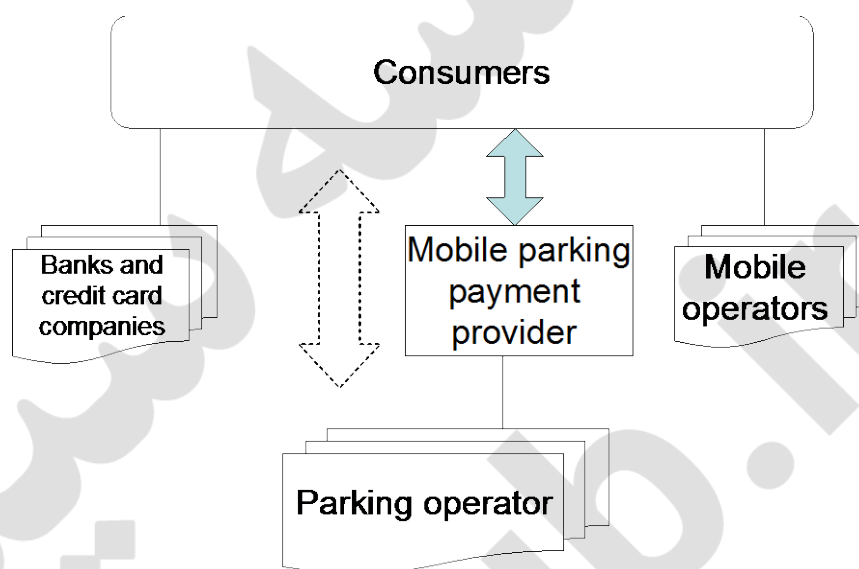 Consumers
Banks and
credit card
companies
Mobile parking
payment
provider
Mobile
operators
Parking operator